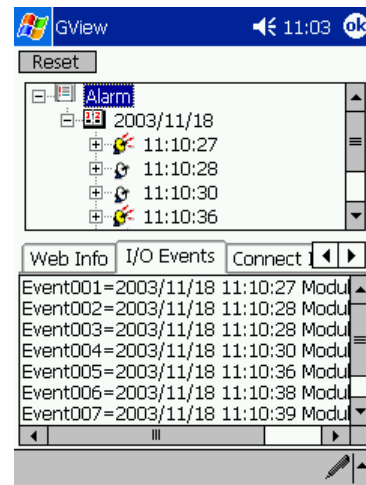 GView 11:03 ok
Reset
Alarm
2003/11/18
11:10:27
11:10:28
11:10:30
11:10:36
Web Info I/O Events Connect
Event001=2003/11/18 11:10:27 Modul
Event002=2003/11/18 11:10:28 Modul
Event003=2003/11/18 11:10:28 Modul
Event004=2003/11/18 11:10:30 Modul
Event005=2003/11/18 11:10:36 Modul
Event006=2003/11/18 11:10:38 Modul
Event007=2003/11/18 11:10:39 Modul